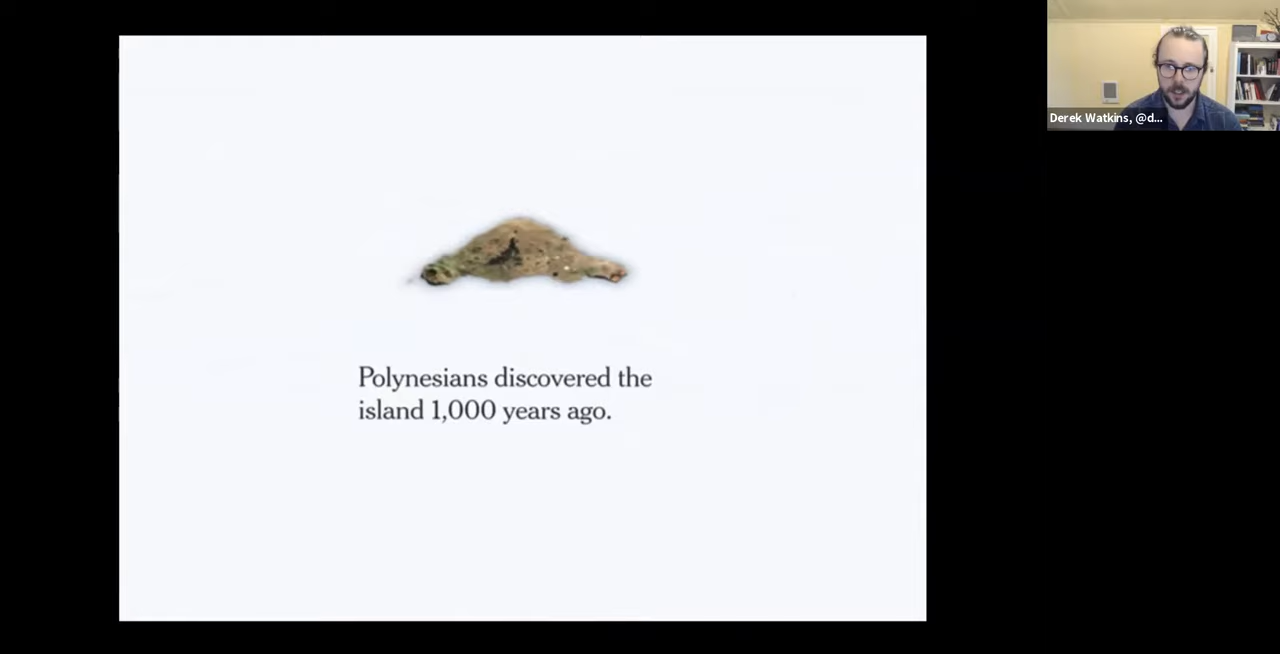 Polynesians discovered the
island 1,000 years ago.
Derek Watkins, @d...